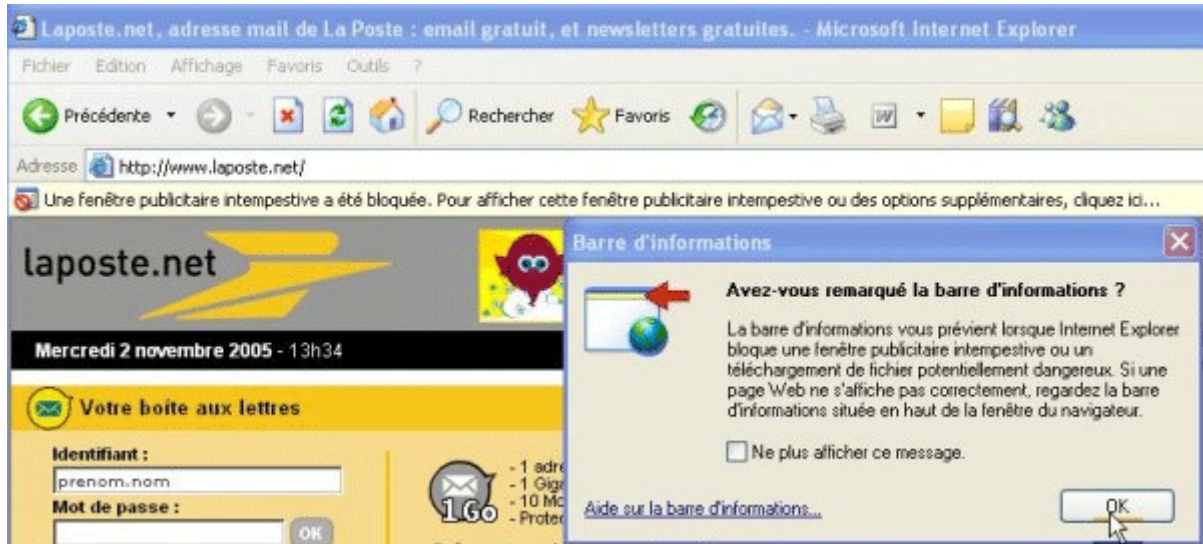 Laposte.net, adresse mail de La Poste : email gratuit, et newsletters gratuites. - Microsoft Internet Explorer
Fichier Edition Affichage Favoris Outils ?
Précédente Rechercher Favoris W
Adresse http://www.laposte.net/
Une fenêtre publicitaire intempestive a été bloquée. Pour afficher cette fenêtre publicitaire intempestive ou des options supplémentaires, cliquez ici...
laposte.net
Mercredi 2 novembre 2005 - 13h34
Votre boite aux lettres
Identifiant :
prenom.nom
Mot de passe :
OK
1Go
- 1 adre
- 1 Giga
- 10 Mo
- Protec
Barre d'informations
Avez-vous remarqué la barre d'informations ?
La barre d'informations vous prévient lorsque Internet Explorer
bloque une fenêtre publicitaire intempestive ou un
téléchargement de fichier potentiellement dangereux. Si une
page Web ne s'affiche pas correctement, regardez la barre
d'informations située en haut de la fenêtre du navigateur.
Ne plus afficher ce message.
Aide sur la barre d'informations...
OK